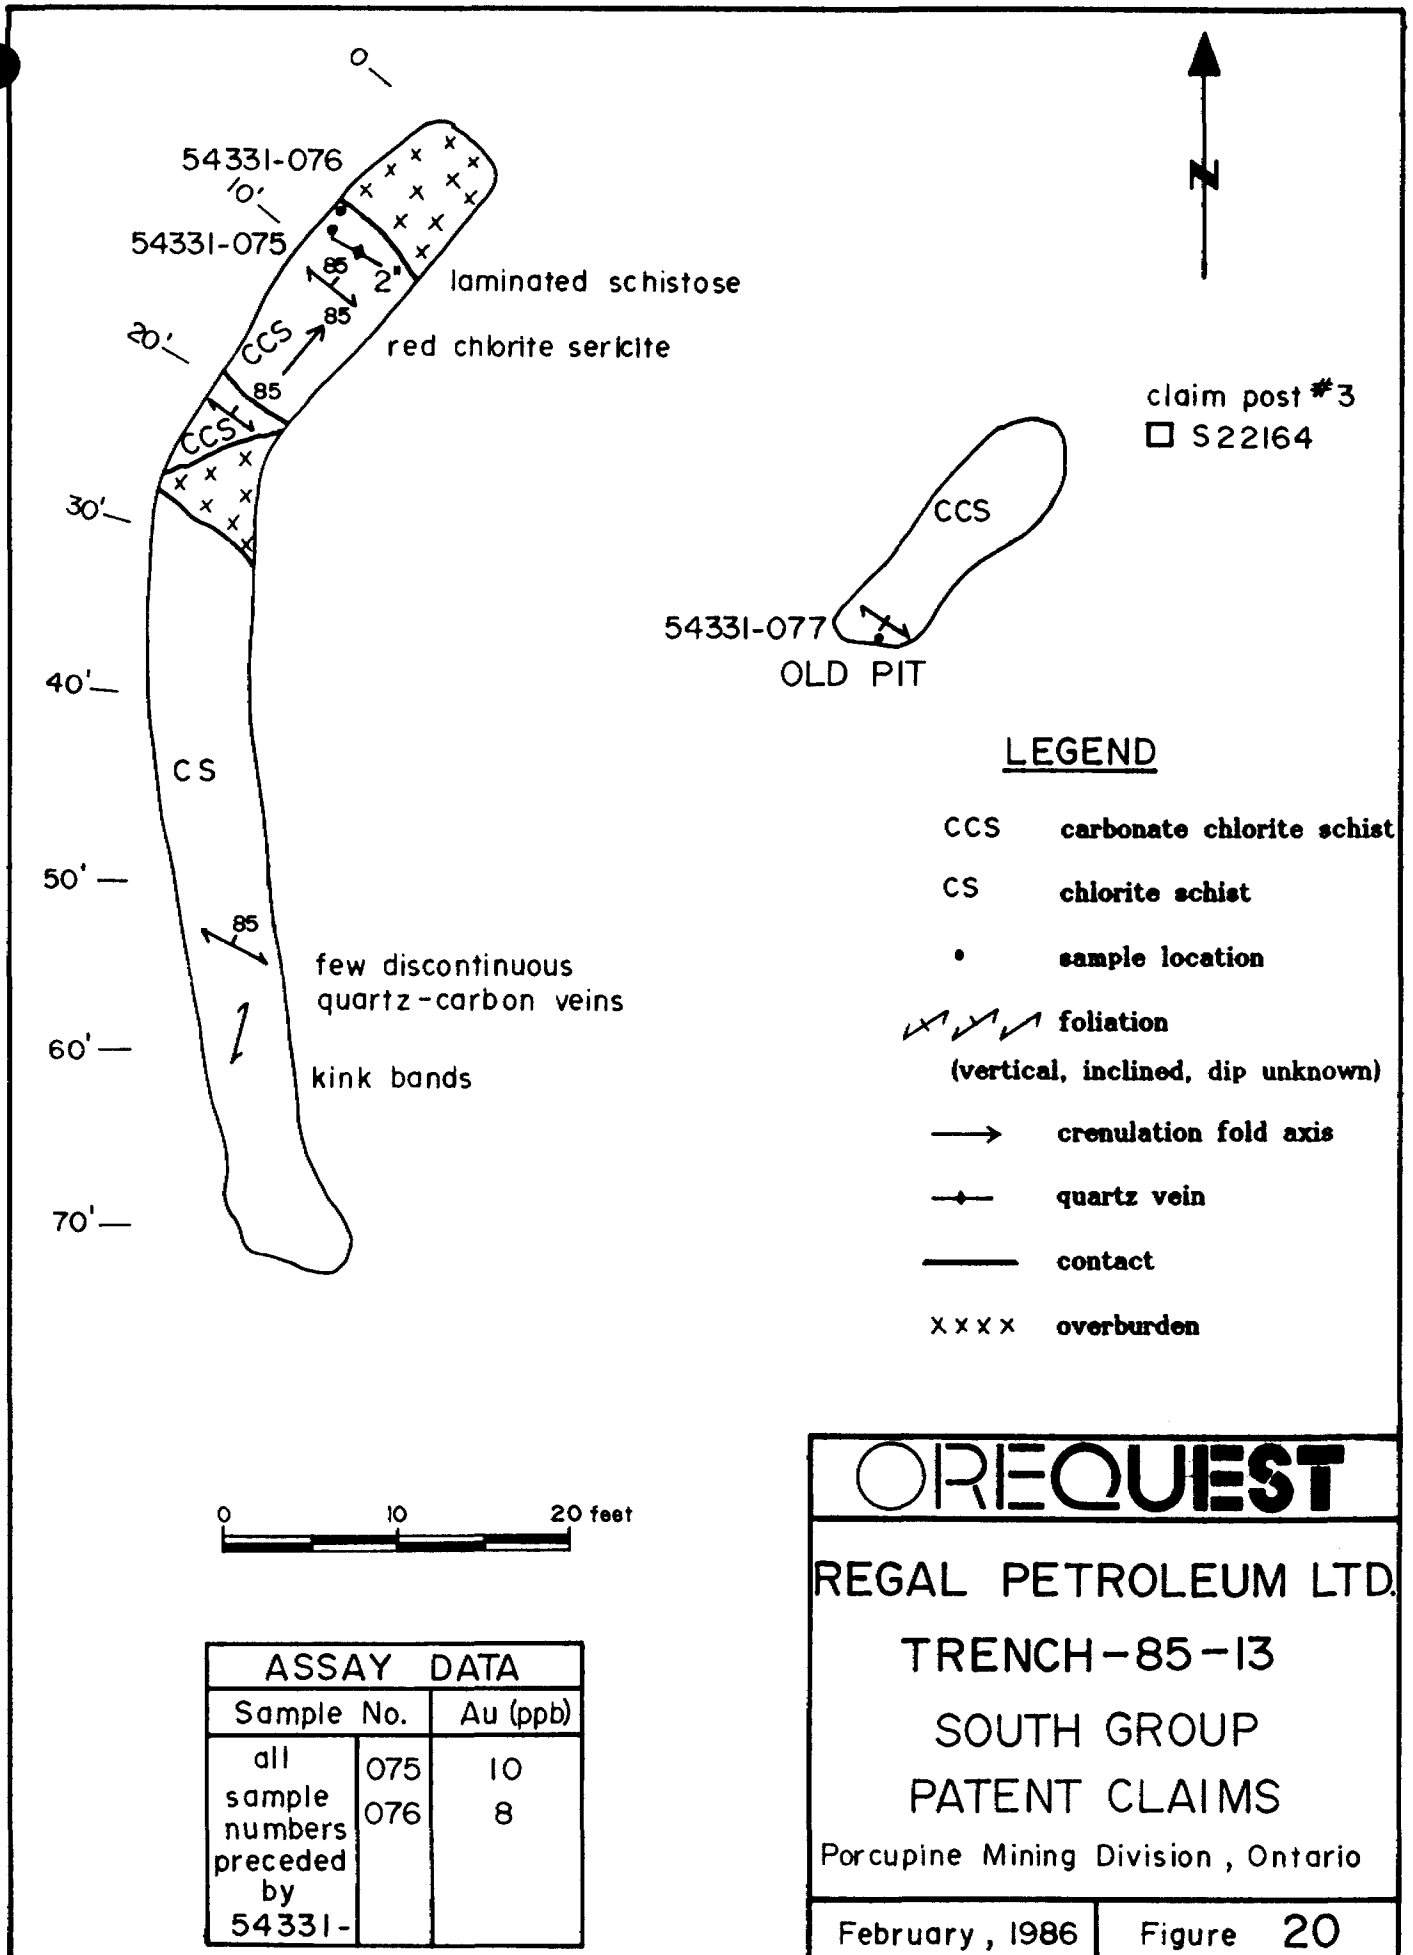 0
54331-076
10'
54331-075
85
2"
laminated schistose
85
20'
CCS
red chlorite sericite
85
CCS
30'
40'
CS
50'
85
few discontinuous
quartz-carbon veins
60'
kink bands
70'
N
claim post #3
S22164
CCS
54331-077
OLD PIT
LEGEND
CCS carbonate chlorite schist
CS chlorite schist
sample location
foliation
(vertical, inclined, dip unknown)
crenulation fold axis
quartz vein
contact
xxxx overburden
0 10 20 feet
ASSAY DATA
Sample No. Au (ppb)
all
sample
numbers
preceded
by
54331-
075 10
076 8
OREQUEST
REGAL PETROLEUM LTD.
TRENCH-85-13
SOUTH GROUP
PATENT CLAIMS
Porcupine Mining Division, Ontario
February, 1986 Figure 20